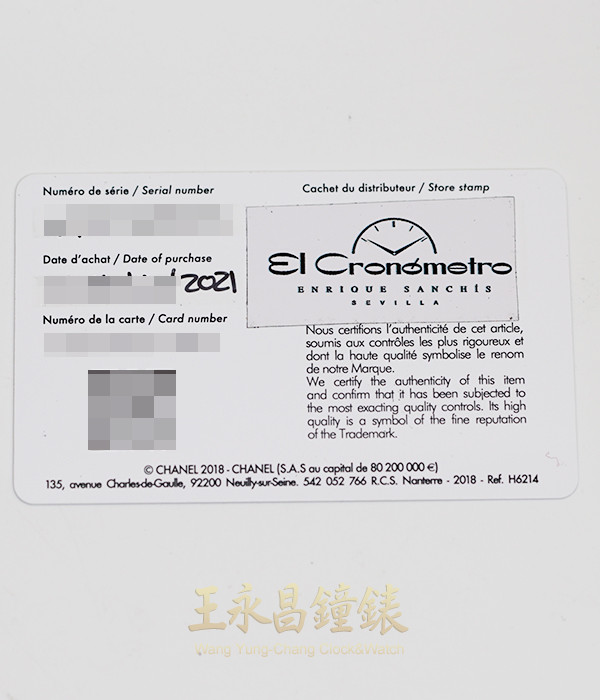 Numéro de série / Serial number
Cachet du distributeur / Store stamp
Date d'achat / Date of purchase
2021
Numéro de la carte / Card number
El Cronómetro
ENRIQUE SANCHÍS
SEVILLA
Nous certifions l'authenticité de cet article,
soumis aux contrôles les plus rigoureux et
dont la haute qualité symbolise le renom
de notre Marque.
We certify the authenticity of this item
and confirm that it has been subjected to
the most exacting quality controls. Its high
quality is a symbol of the fine reputation
of the Trademark.
© CHANEL 2018 - CHANEL (S.A.S au capital de 80 200 000 €)
135, avenue Charles-de-Gaulle, 92200 Neuilly-sur-Seine. 542 052 766 R.C.S. Nanterre - 2018 - Ref. H6214
王永昌鐘錶
Wang Yung-Chang Clock&Watch